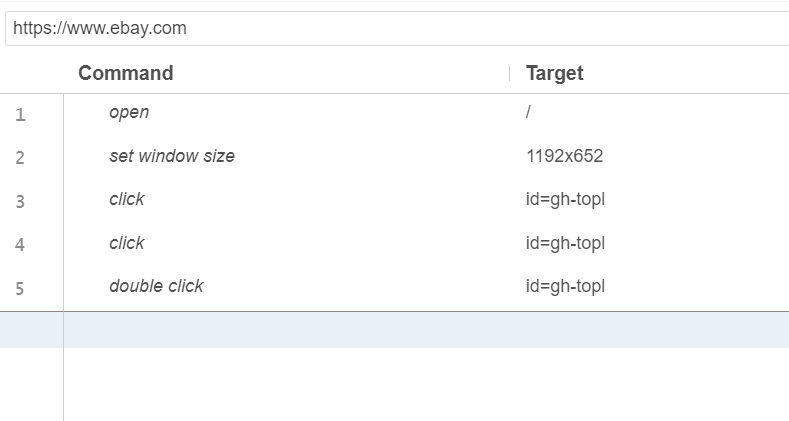 https://www.ebay.com
Command Target
1 open /
2 set window size 1192x652
3 click id=gh-topl
4 click id=gh-topl
5 double click id=gh-topl